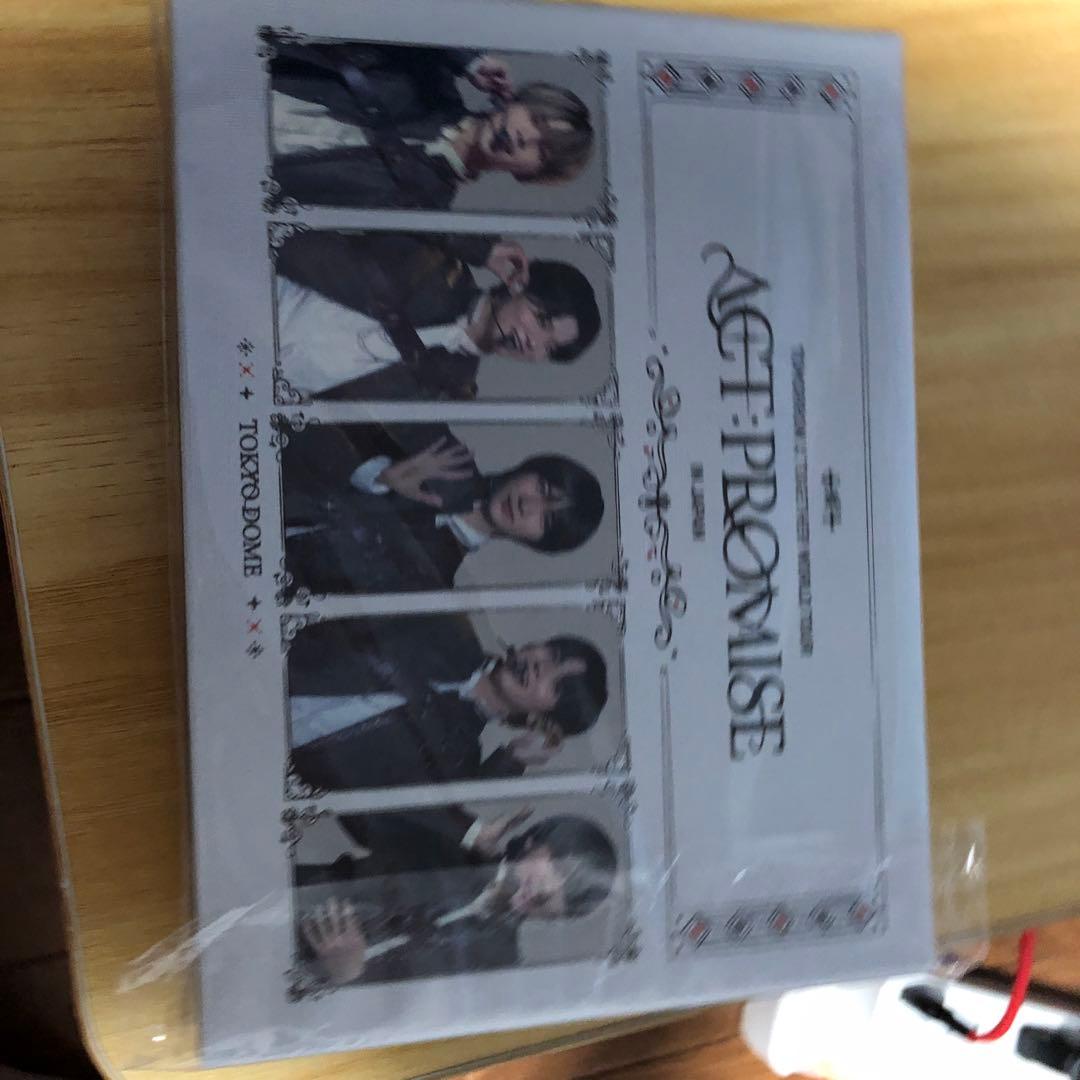 ACT : PROMISE
IN JAPAN
TOKYO DOME